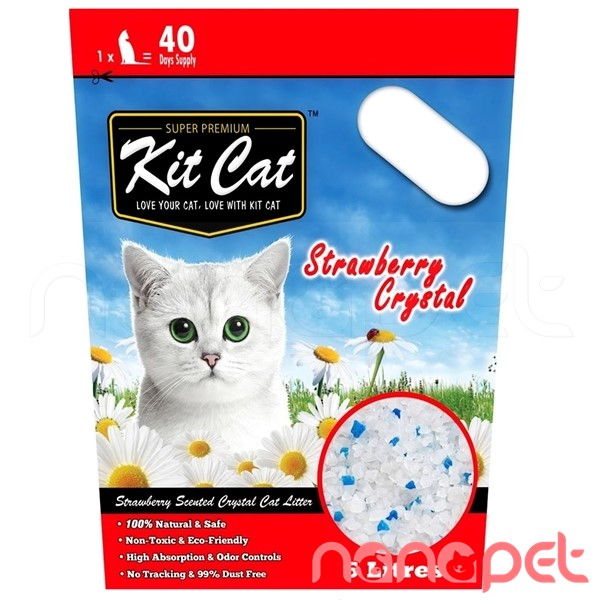 1 x = 40
Days Supply
SUPER PREMIUM
Kit Cat
TM
LOVE YOUR CAT, LOVE WITH KIT CAT
Strawberry
Crystal
nanapet
Strawberry Scented Crystal Cat Litter
• 100% Natural & Safe
• Non-Toxic & Eco-Friendly
• High Absorption & Odor Controls
• No Tracking & 99% Dust Free
5 Litres
nanapet